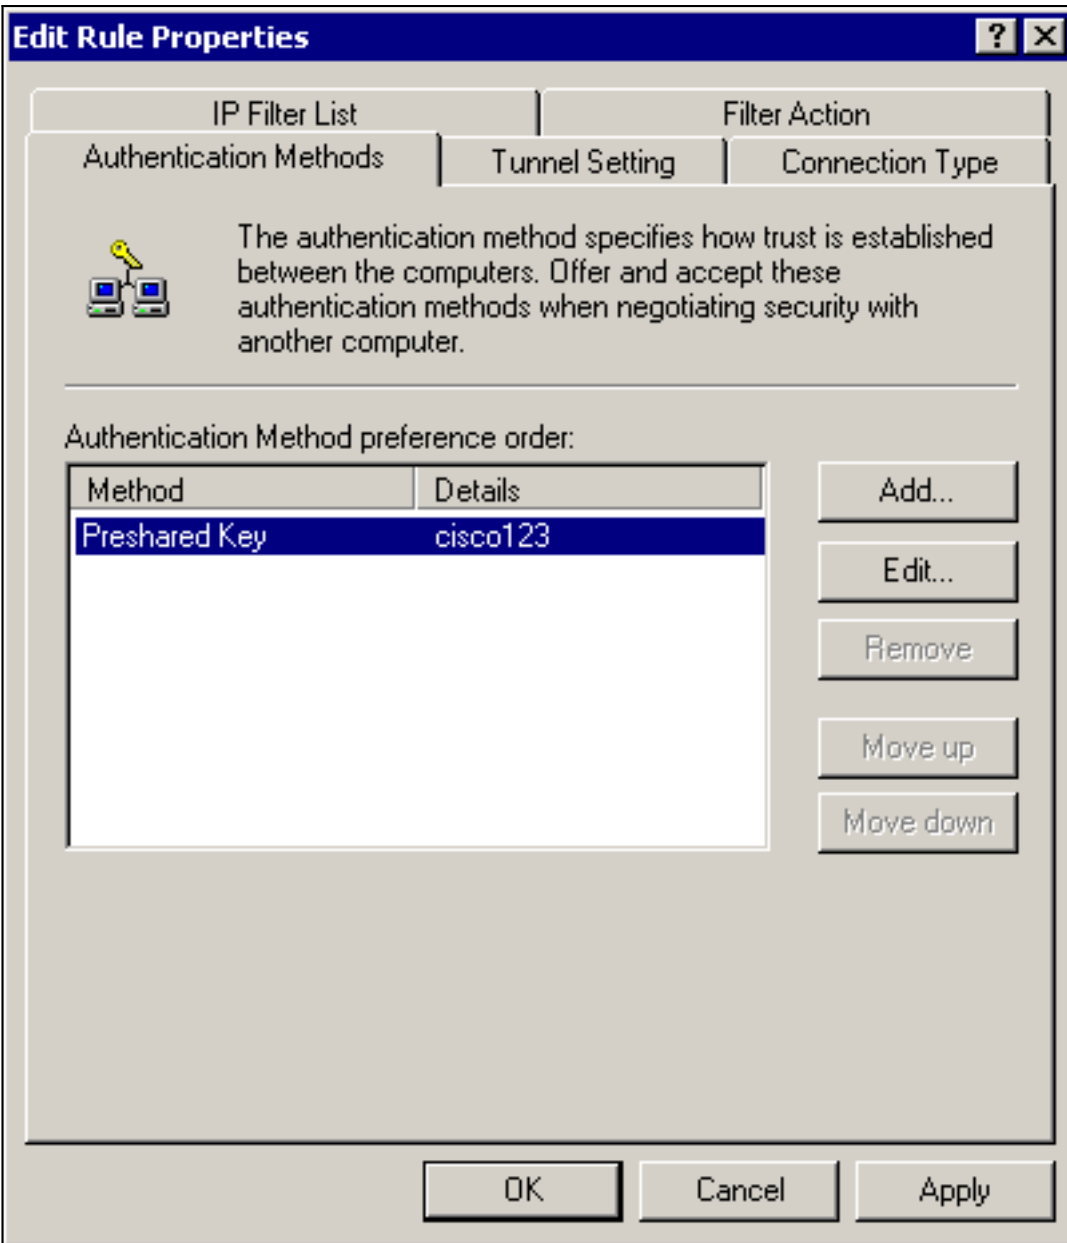 Edit Rule Properties
IP Filter List Filter Action
Authentication Methods Tunnel Setting Connection Type
The authentication method specifies how trust is established
between the computers. Offer and accept these
authentication methods when negotiating security with
another computer.
Authentication Method preference order:
Method Details
Preshared Key cisco123
Add...
Edit...
Remove
Move up
Move down
OK Cancel Apply